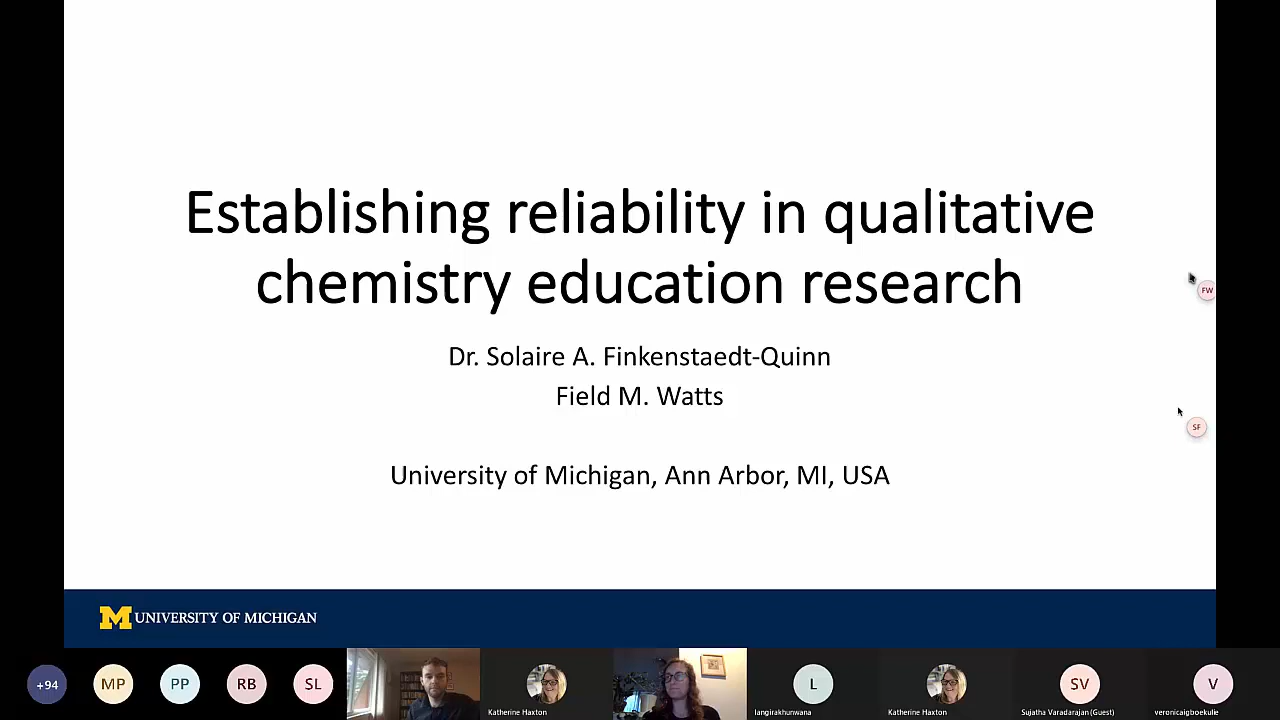 Establishing reliability in qualitative
chemistry education research
Dr. Solaire A. Finkenstaedt-Quinn
Field M. Watts
University of Michigan, Ann Arbor, MI, USA
FW
SF
M UNIVERSITY OF MICHIGAN
+94
MP
PP
RB
SL
L
SV
V
Katherine Haxton
langirakhunwana
Katherine Haxton
Sujatha Varadarajan(Guest)
veronicaigboekulie